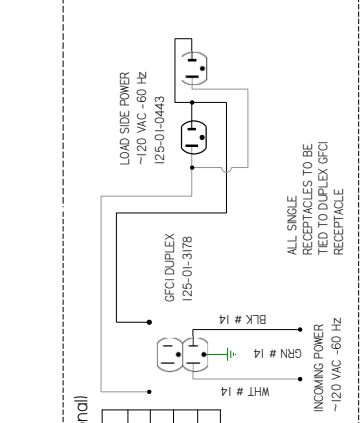 LOAD SIDE POWER
~120 VAC -60 Hz
125-01-0443
GFCI DUPLEX
125-01-3178
ALL SINGLE
RECEPTACLES TO BE
TIED TO DUPLEX GFCI
RECEPTACLE
BLK # 14
GRN # 14
WHT # 14
INCOMING POWER
~120 VAC -60 Hz
onal)